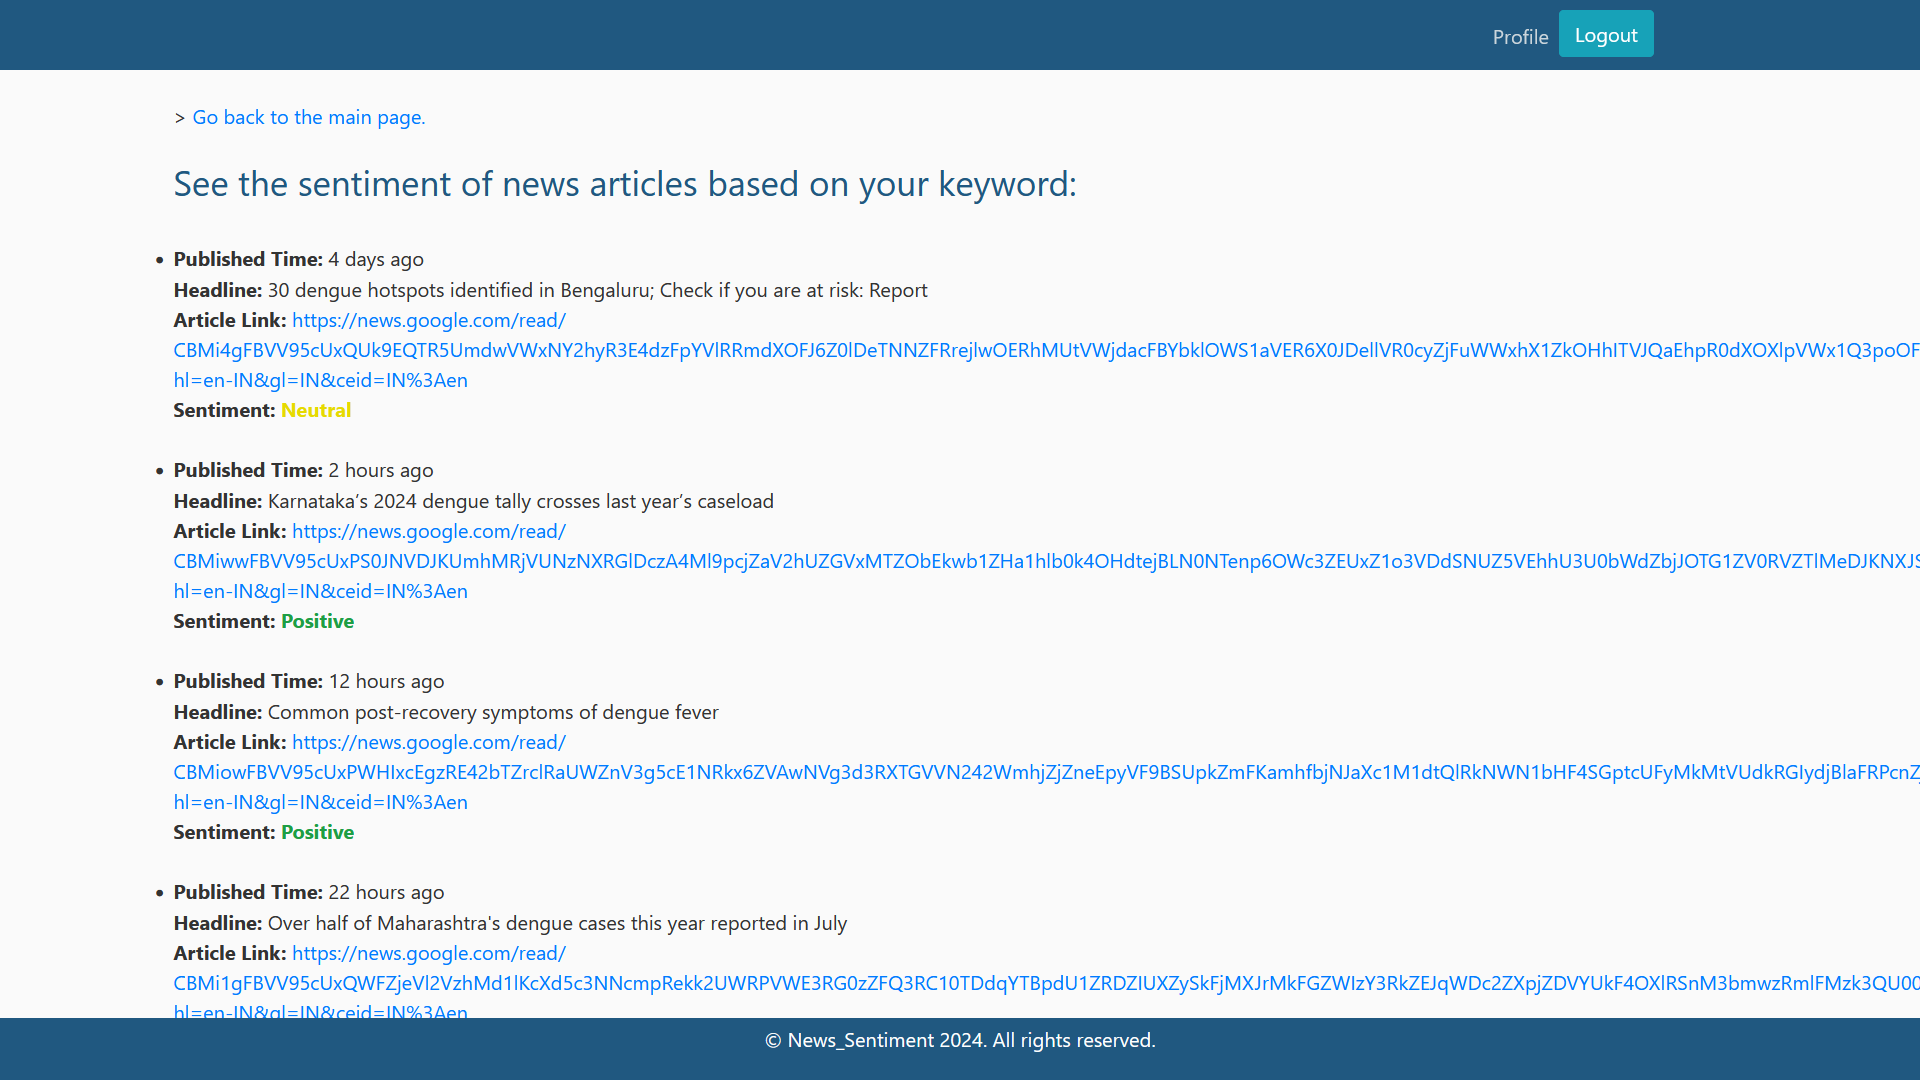 Profile
Logout
> Go back to the main page.
See the sentiment of news articles based on your keyword:
• Published Time: 4 days ago
Headline: 30 dengue hotspots identified in Bengaluru; Check if you are at risk: Report
Article Link: https://news.google.com/read/
hl=en-IN&gl=IN&ceid=IN%3Aen
Sentiment: Neutral
• Published Time: 2 hours ago
Headline: Karnataka’s 2024 dengue tally crosses last year’s caseload
Article Link: https://news.google.com/read/
hl=en-IN&gl=IN&ceid=IN%3Aen
Sentiment: Positive
• Published Time: 12 hours ago
Headline: Common post-recovery symptoms of dengue fever
Article Link: https://news.google.com/read/
hl=en-IN&gl=IN&ceid=IN%3Aen
Sentiment: Positive
• Published Time: 22 hours ago
Headline: Over half of Maharashtra's dengue cases this year reported in July
Article Link: https://news.google.com/read/
hl=en-IN&gl=IN&ceid=IN%3Aen
© News_Sentiment 2024. All rights reserved.